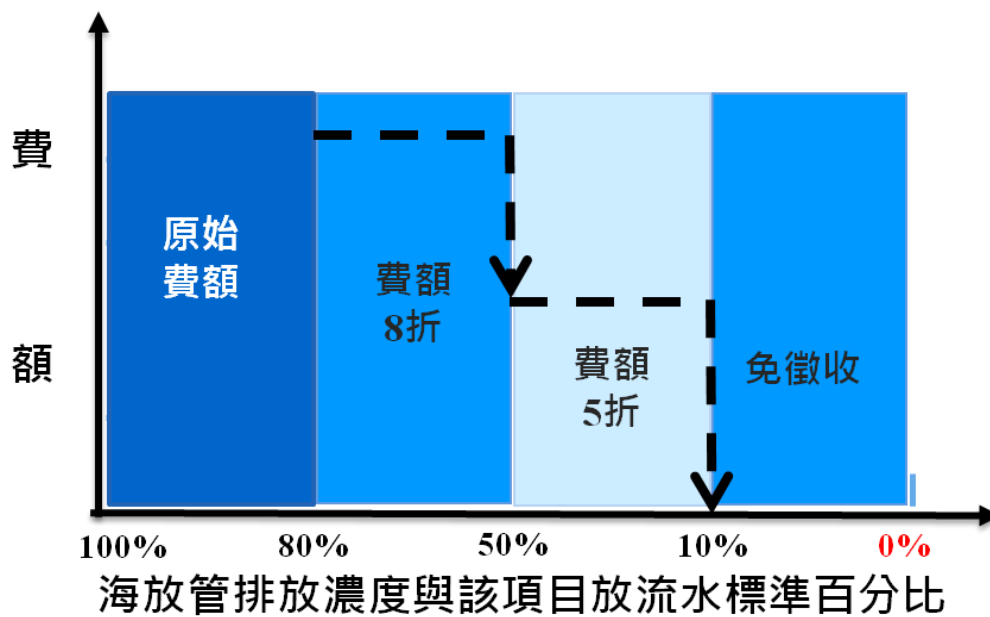 費
額
原始
費額
費額
8折
費額
5折
免徵收
100%
80%
50%
10%
0%
海放管排放濃度與該項目放流水標準百分比